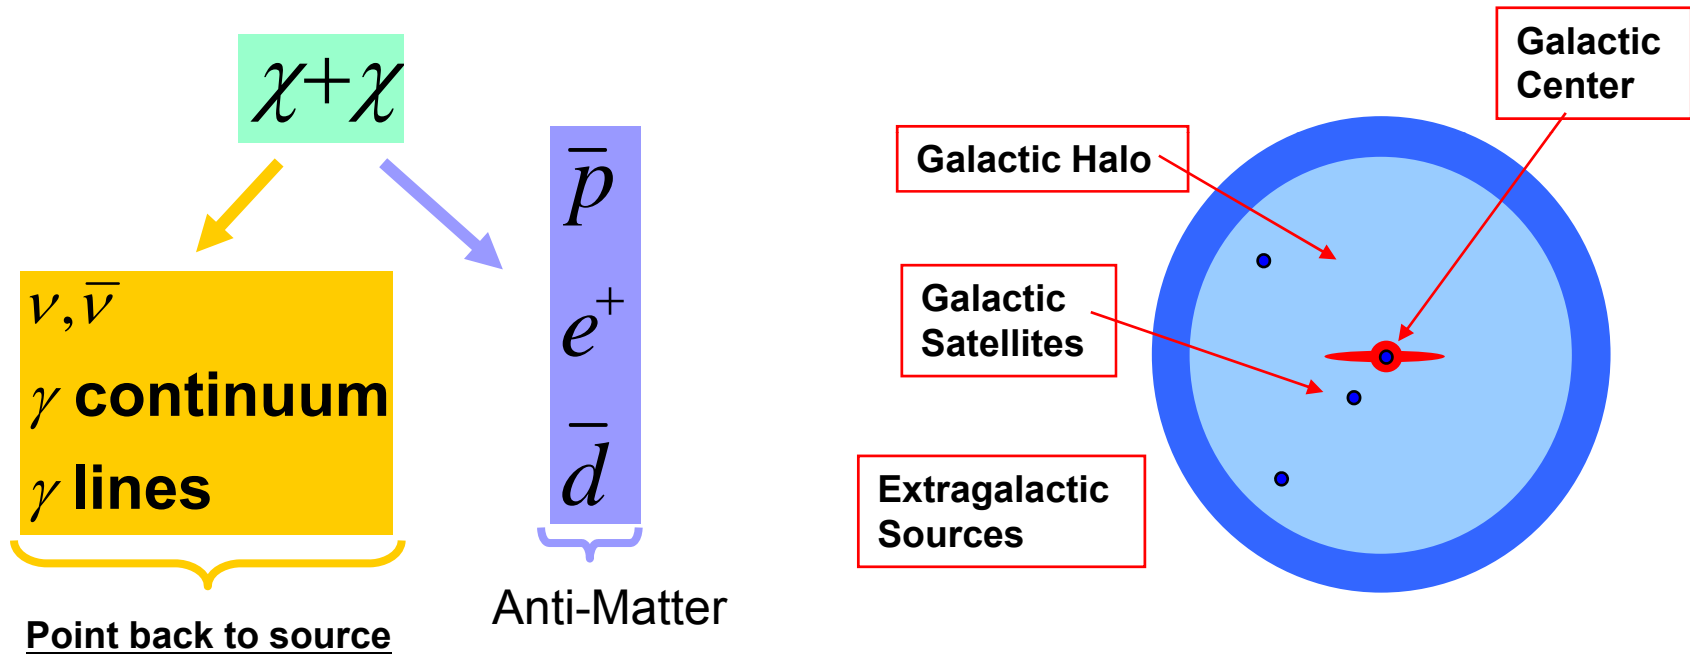 χ+χ
ν, ν̅
γ continuum
γ lines
Point back to source
p̅
e⁺
d̅
Anti-Matter
Galactic
Center
Galactic Halo
Galactic
Satellites
Extragalactic
Sources